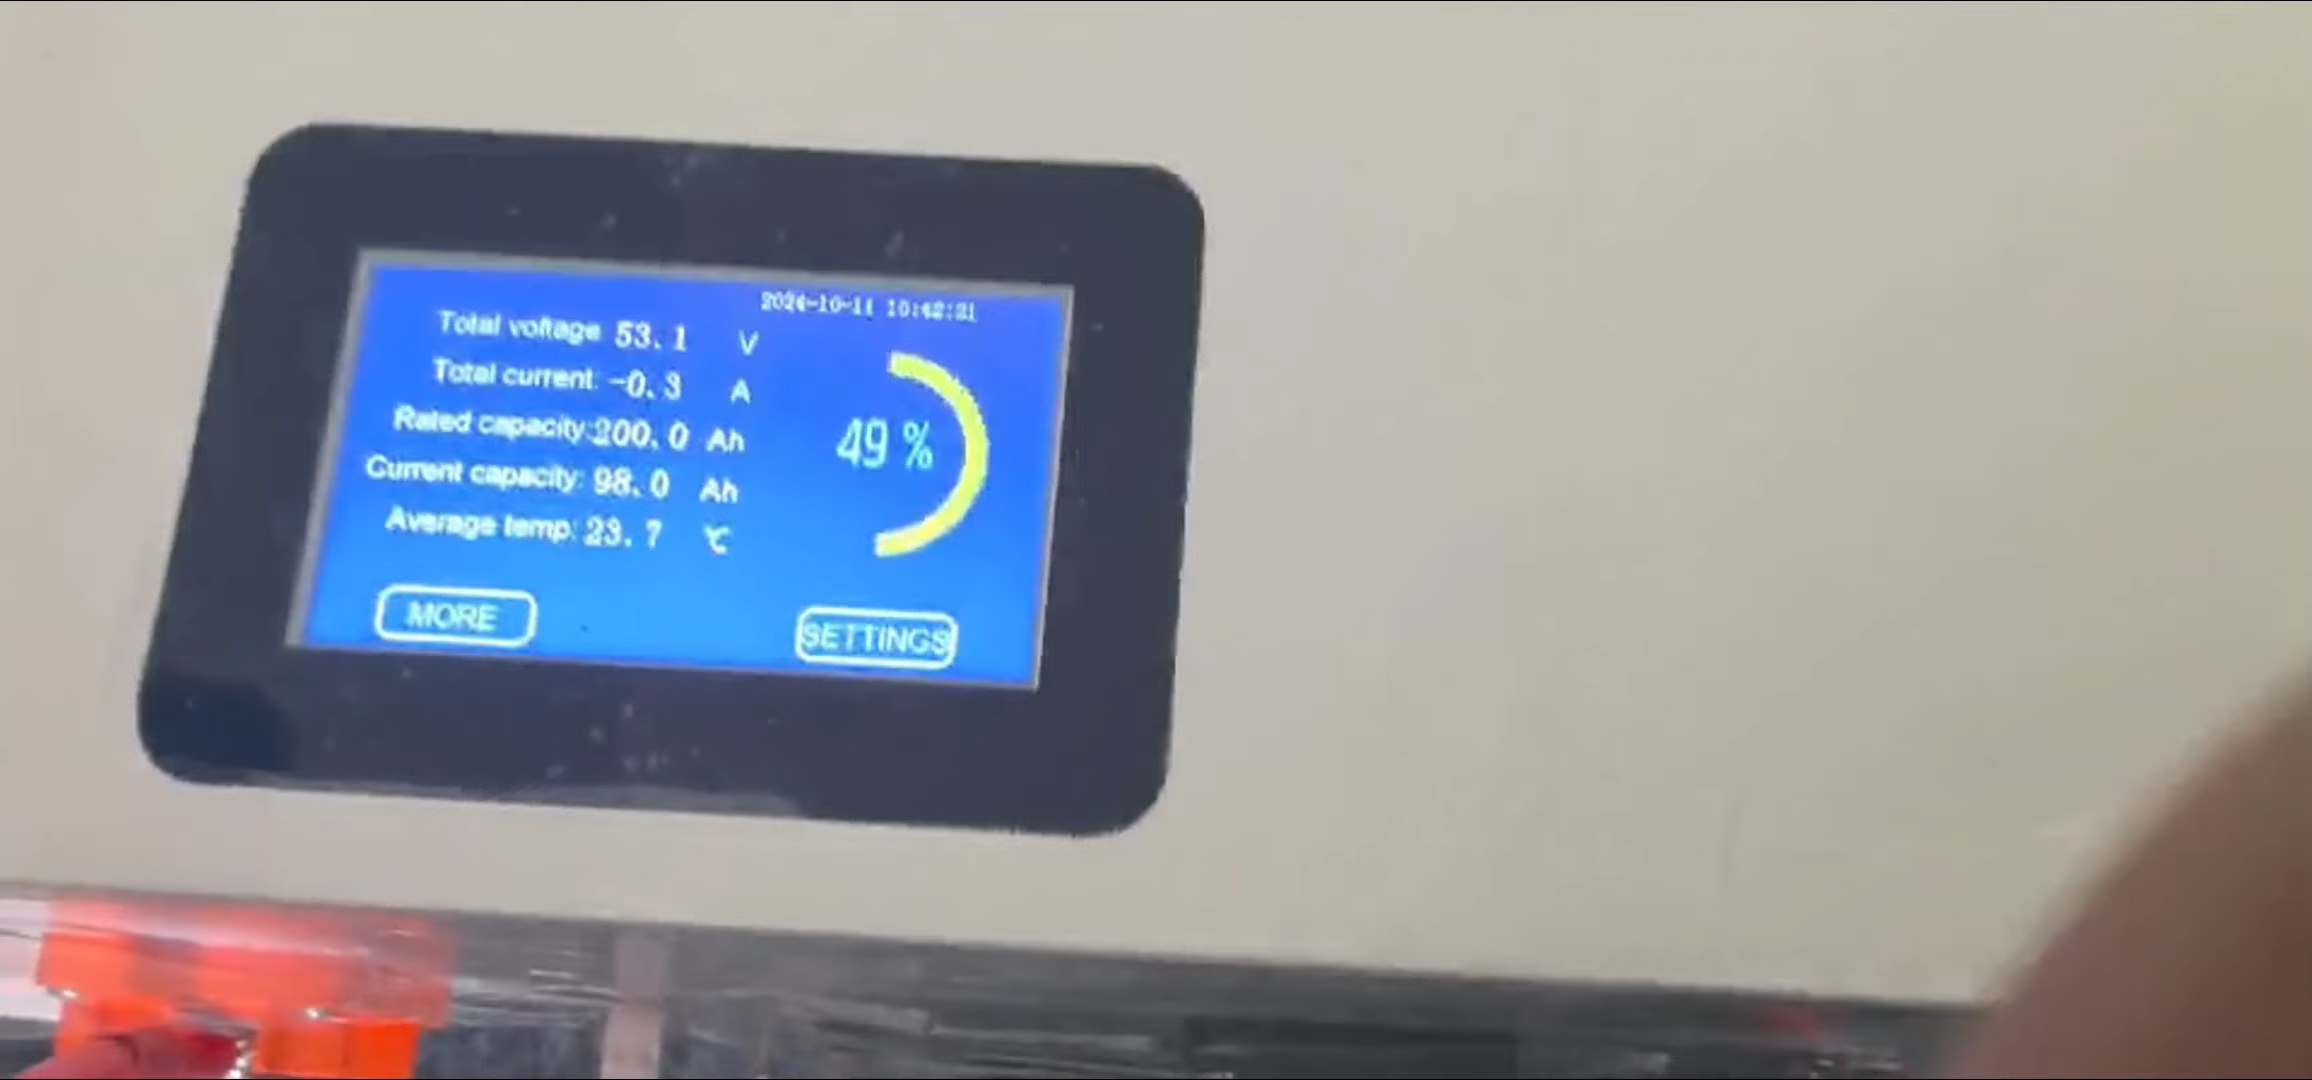 2024-10-11 10:42:21
Total voltage: 53.1 V
Total current: -0.3 A
Rated capacity:200.0 Ah
Current capacity: 98.0 Ah
Average temp: 23.7 ℃
49 %
MORE
SETTINGS